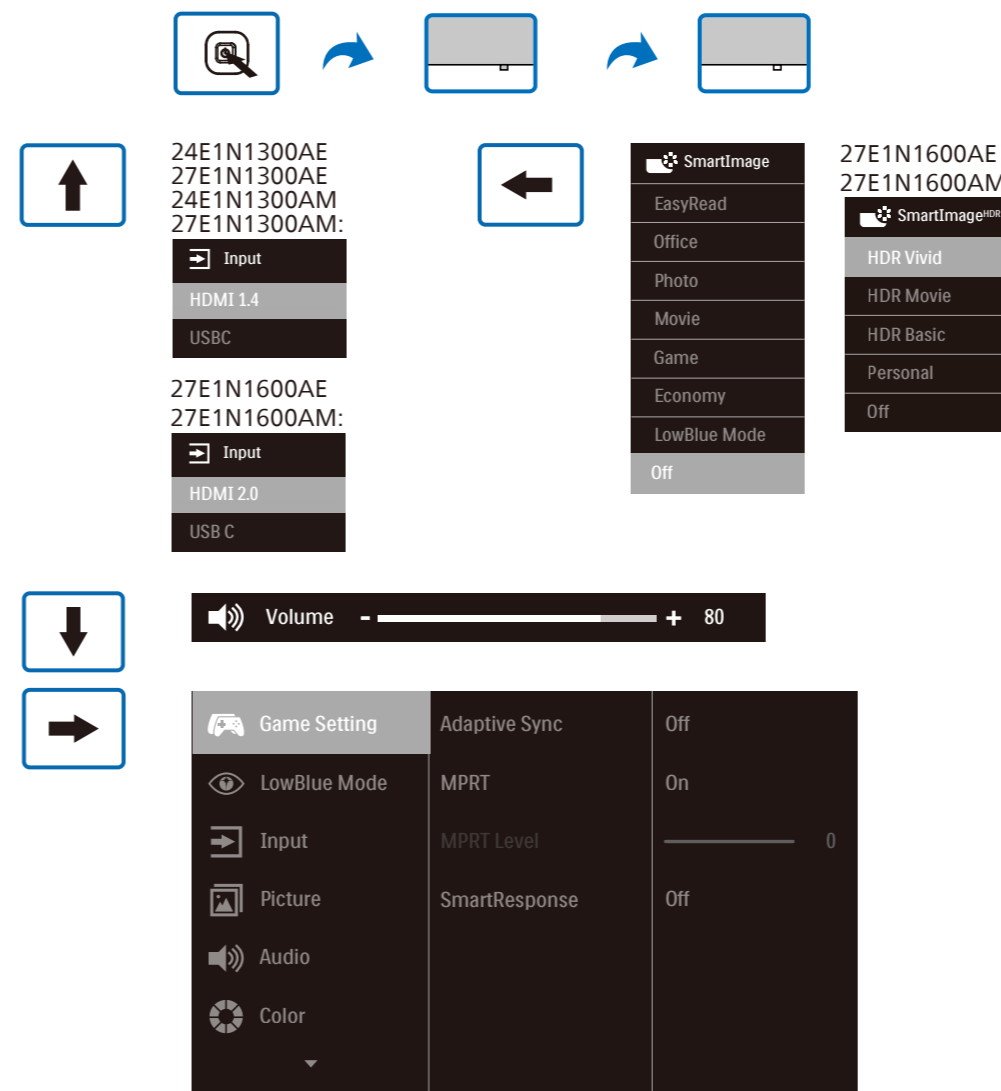 24E1N1300AE
27E1N1300AE
24E1N1300AM
27E1N1300AM:
Input
HDMI 1.4
USBC
27E1N1600AE
27E1N1600AM:
Input
HDMI 2.0
USB C
SmartImage
EasyRead
Office
Photo
Movie
Game
Economy
LowBlue Mode
Off
27E1N1600AE
27E1N1600AM
SmartImageHDR
HDR Vivid
HDR Movie
HDR Basic
Personal
Off
Volume - + 80
Game Setting Adaptive Sync Off
LowBlue Mode MPRT On
Input MPRT Level 0
Picture SmartResponse Off
Audio
Color